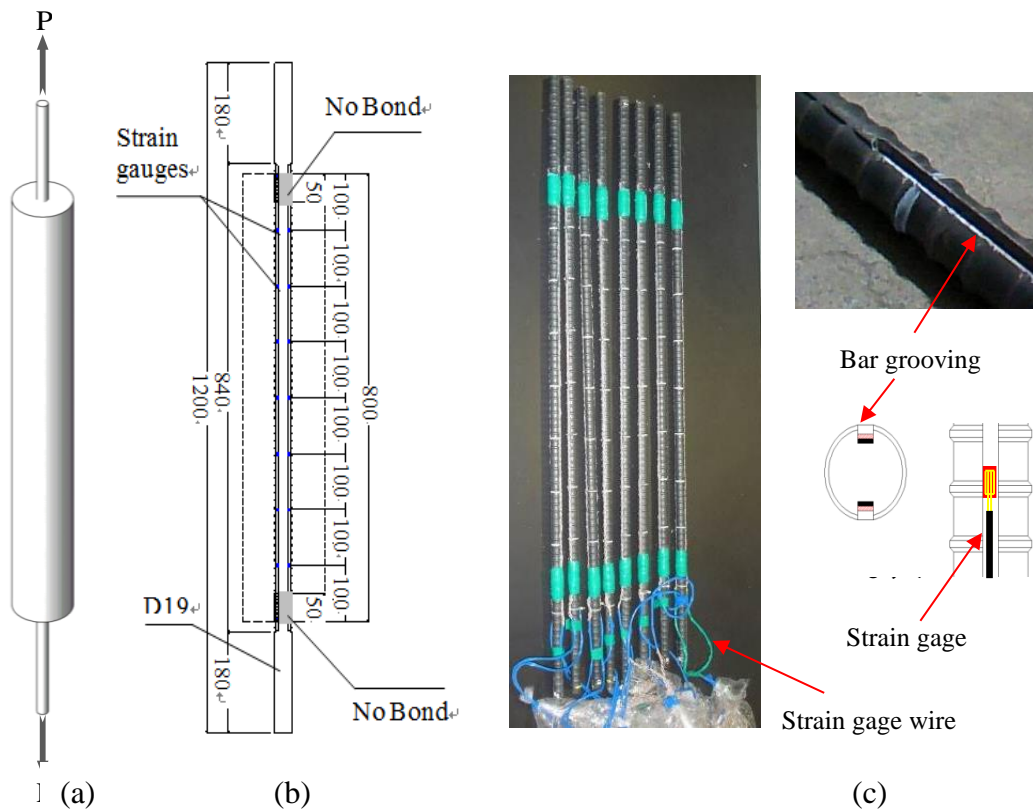 P
No Bond
Strain
gauges
180
50
100
100
100
100
100
100
100
100
800
840
1200
50
D19
180
No Bond
Bar grooving
Strain gage
Strain gage wire
(a)
(b)
(c)